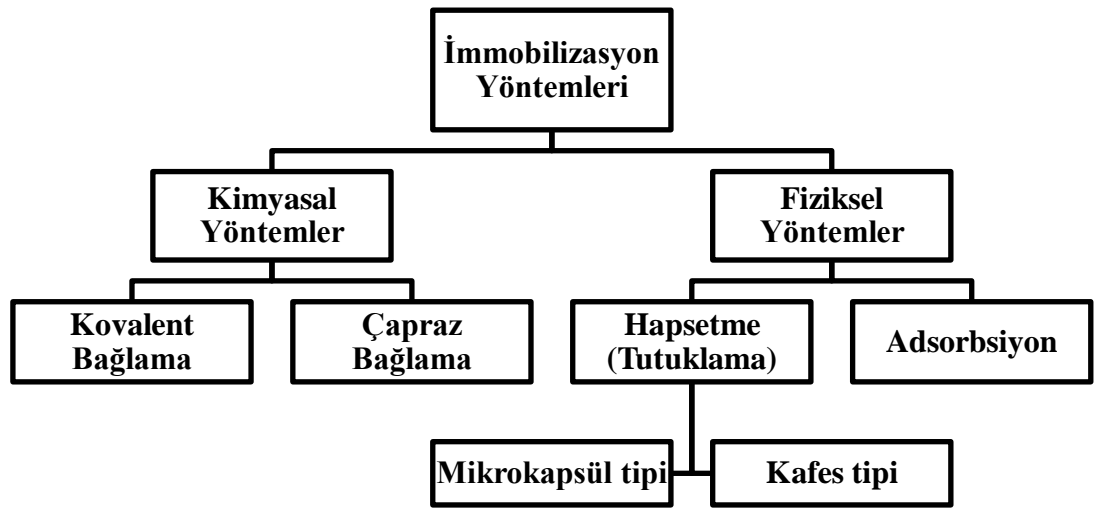 İmmobilizasyon
Yöntemleri
Kimyasal
Yöntemler
Fiziksel
Yöntemler
Kovalent
Bağlama
Çapraz
Bağlama
Hapsetme
(Tutuklama)
Adsorbsiyon
Mikrokapsül tipi
Kafes tipi